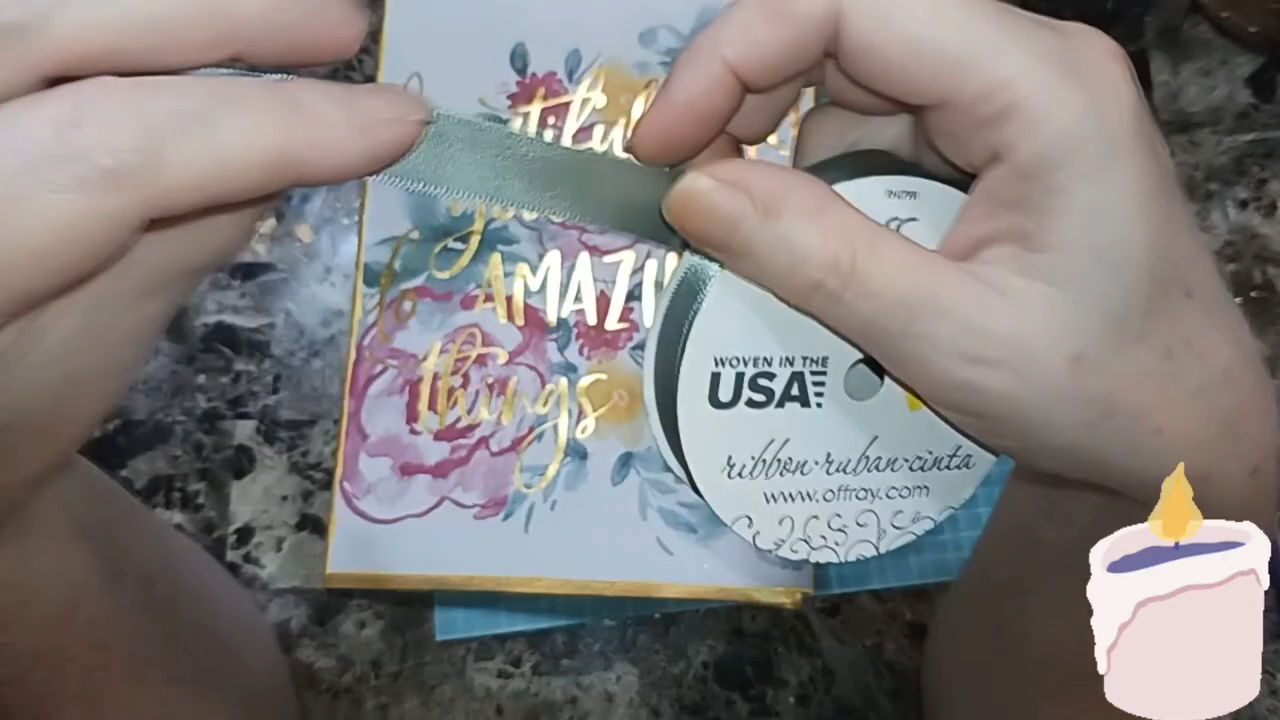 AMAZI
things
WOVEN IN THE
USA
ribbon·ruban·cinta
www.offray.com